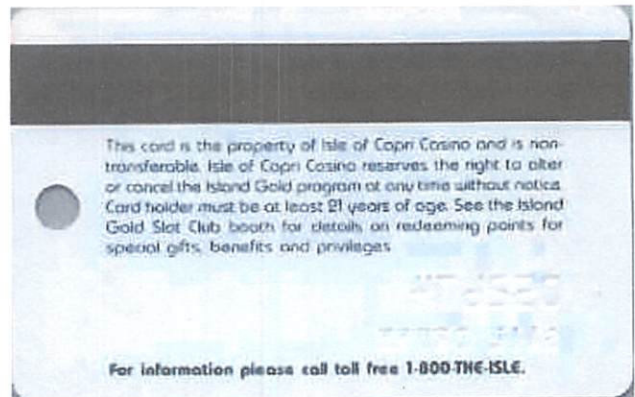 This card is the property of Isle of Capri Casino and is non-
transferable. Isle of Capri Casino reserves the right to alter
or cancel the Island Gold program at any time without notice.
Card holder must be at least 21 years of age. See the Island
Gold Slot Club booth for details on redeeming points for
special gifts, benefits and privileges
For information please call toll free 1-800-THE-ISLE.